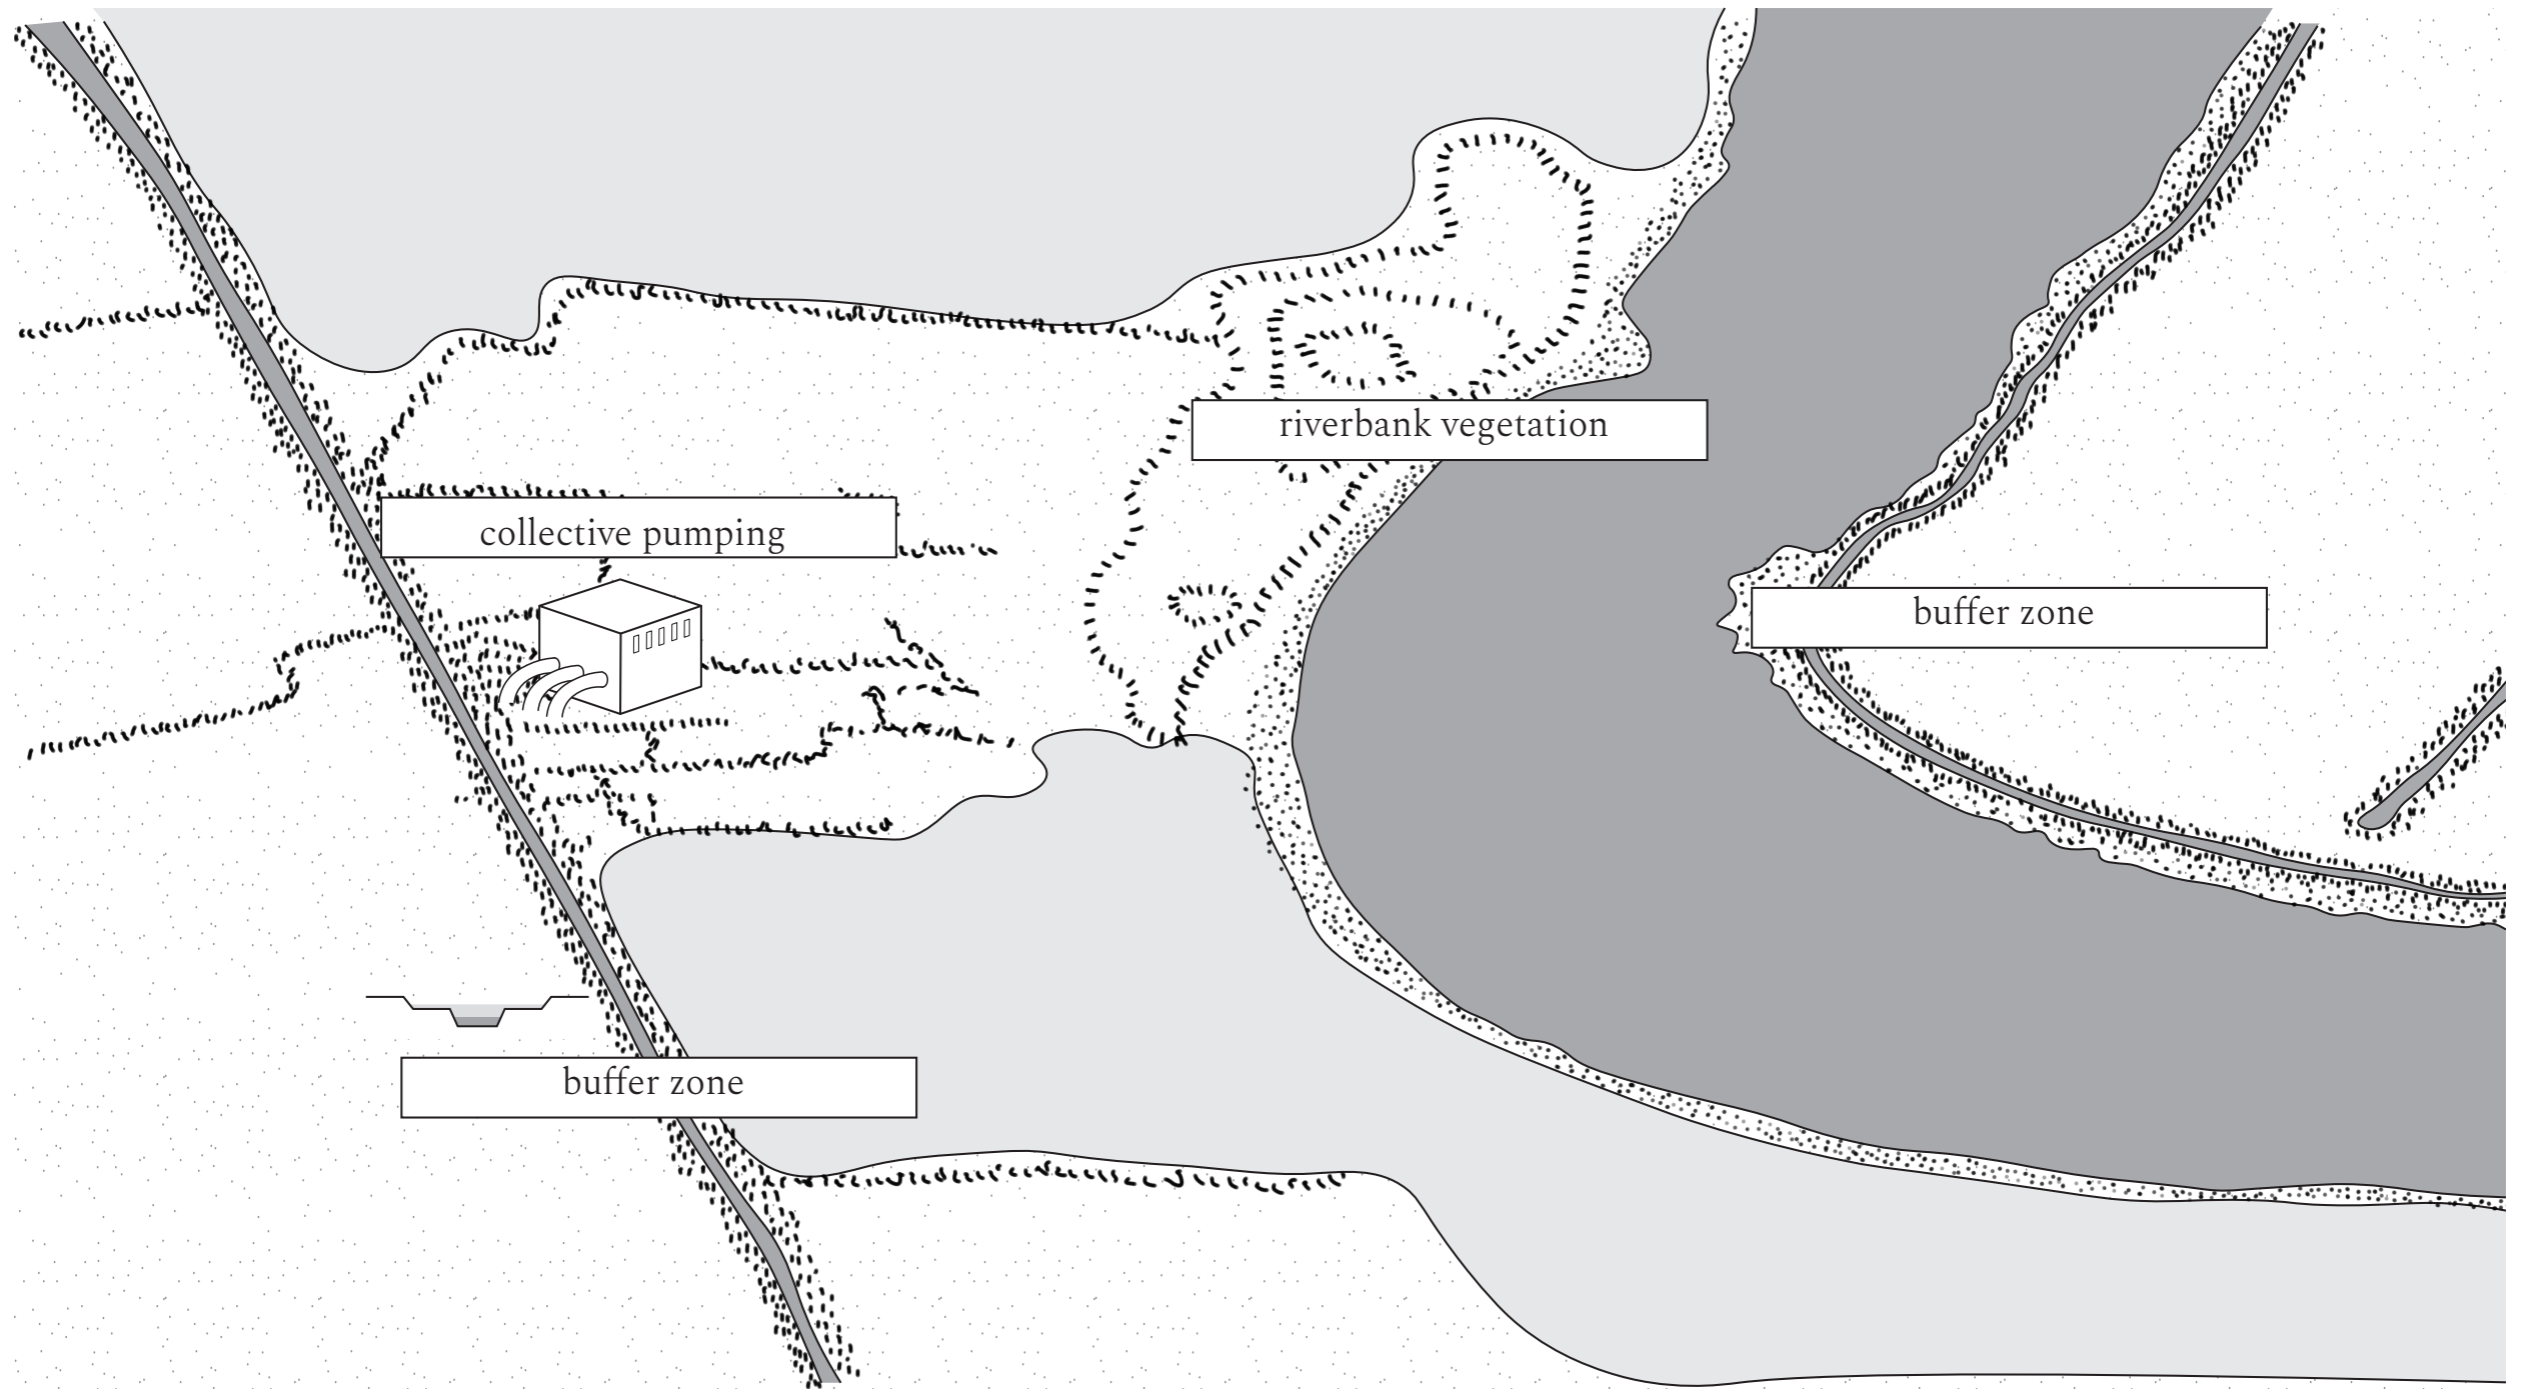 riverbank vegetation
collective pumping
buffer zone
buffer zone